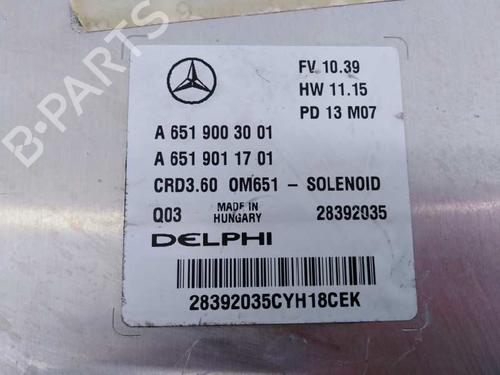 FV 10.39
HW 11.15
PD 13 M07
A 651 900 30 01
A 651 901 17 01
CRD3.60 OM651 - SOLENOID
Q03 MADE IN HUNGARY 28392035
DELPHI
28392035CYH18CEK